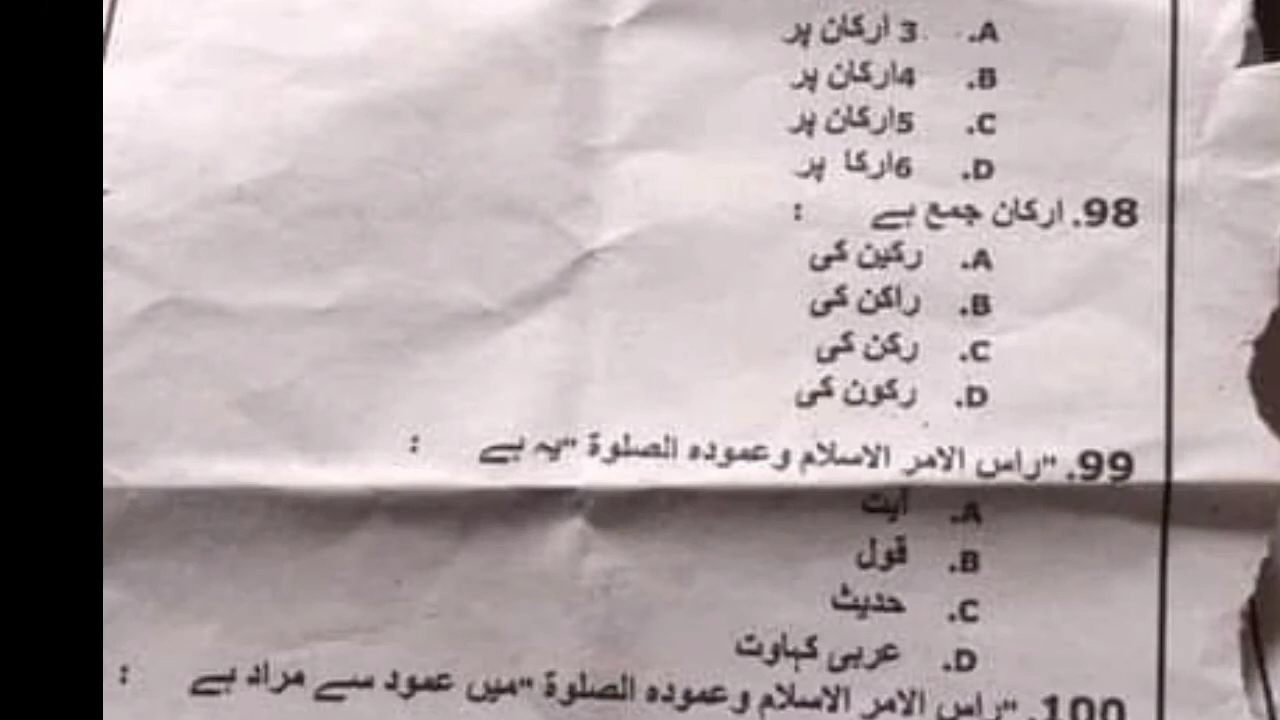 A. 3 ارکان پر
B. 4ارکان پر
C. 5ارکان پر
D. 6ارکا پر
98. ارکان جمع ہے :
A. رکین کی
B. راکن کی
C. رکن کی
D. رکون کی
99. "راس الامر الاسلام وعمودہ الصلوۃ "یہ ہے :
A. آیت
B. قول
C. حدیث
D. عربی کہاوت
100. "راس الامر الاسلام وعمودہ الصلوۃ "میں عمود سے مراد ہے :